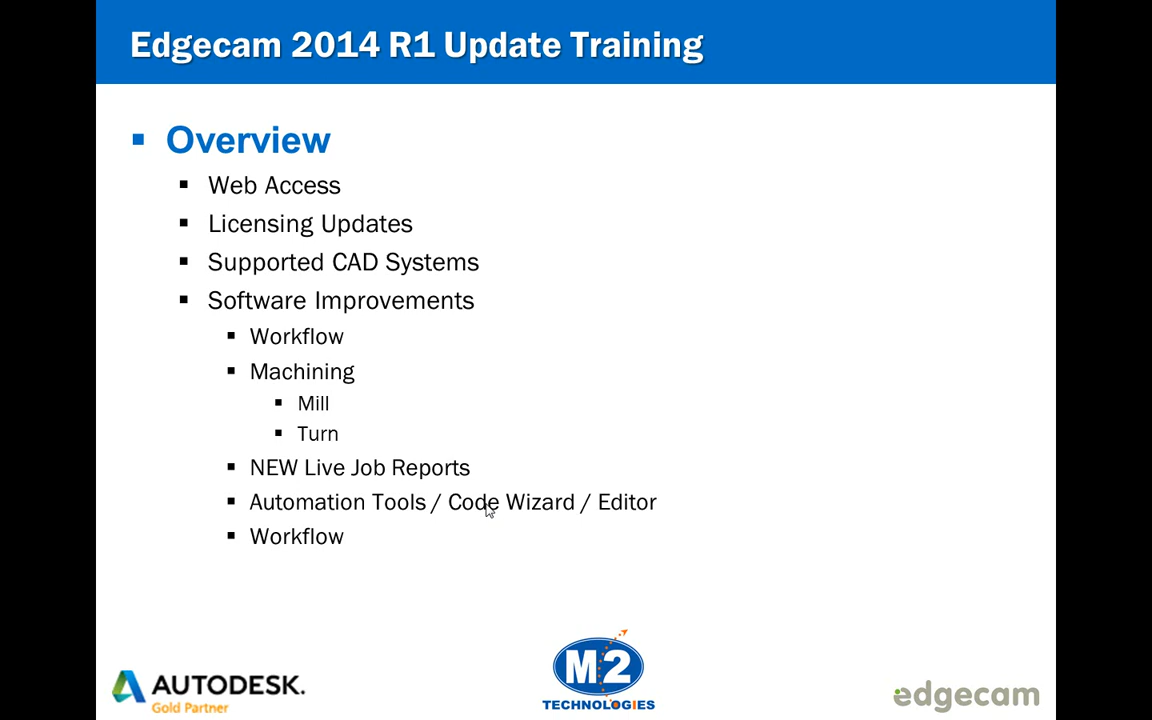 Edgecam 2014 R1 Update Training
Overview
Web Access
Licensing Updates
Supported CAD Systems
Software Improvements
Workflow
Machining
Mill
Turn
NEW Live Job Reports
Automation Tools / Code Wizard / Editor
Workflow
AUTODESK.
Gold Partner
M2
TECHNOLOGIES
edgecam